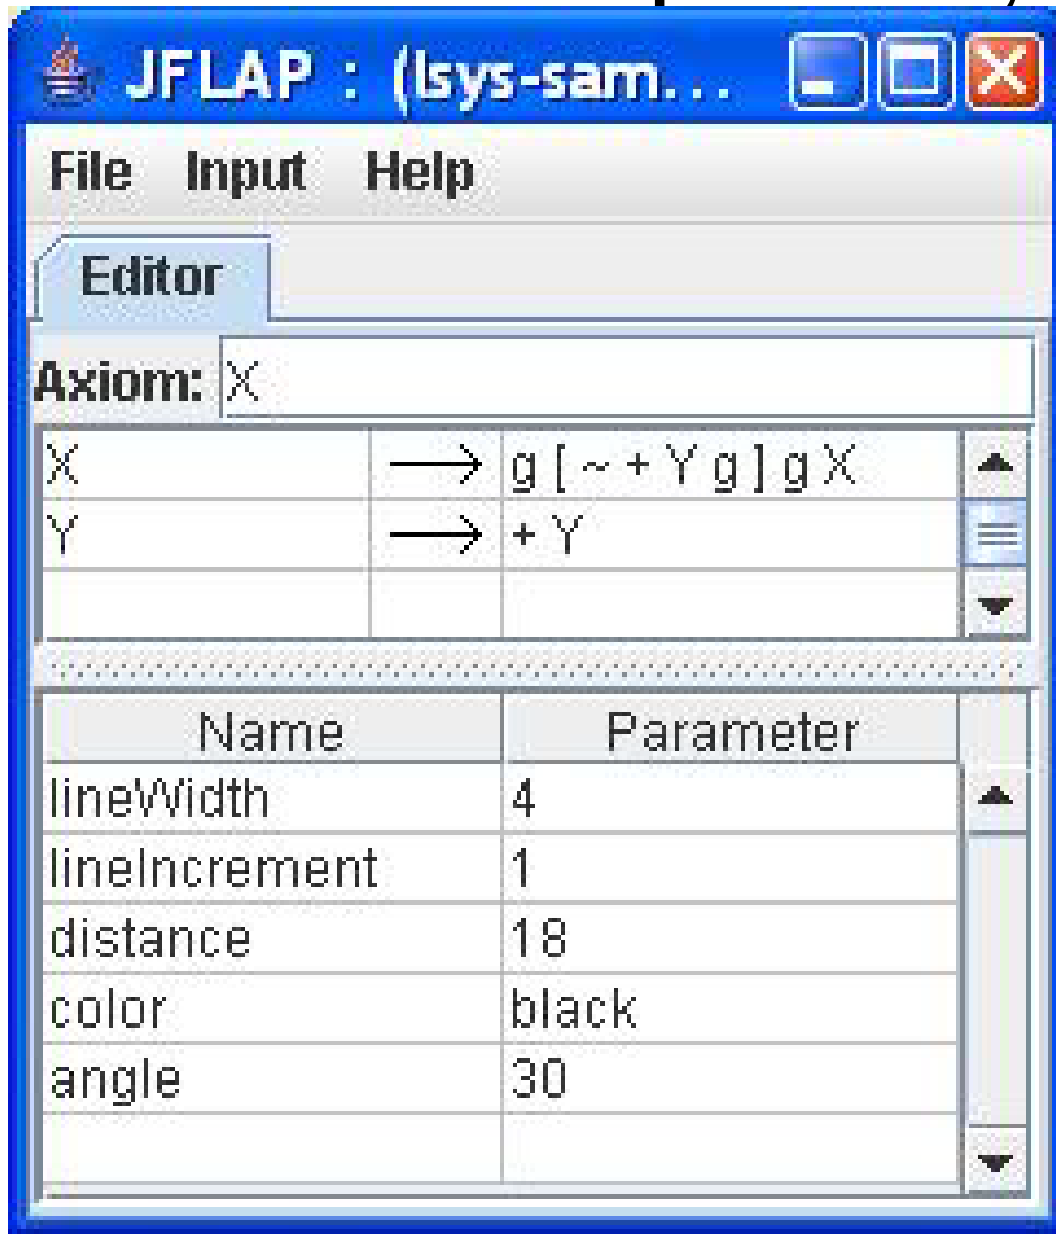 JFLAP : (lsys-sam...
File Input Help
Editor
Axiom: X
X → g [ ~ + Y g ] g X
Y → + Y
Name Parameter
lineWidth 4
lineIncrement 1
distance 18
color black
angle 30